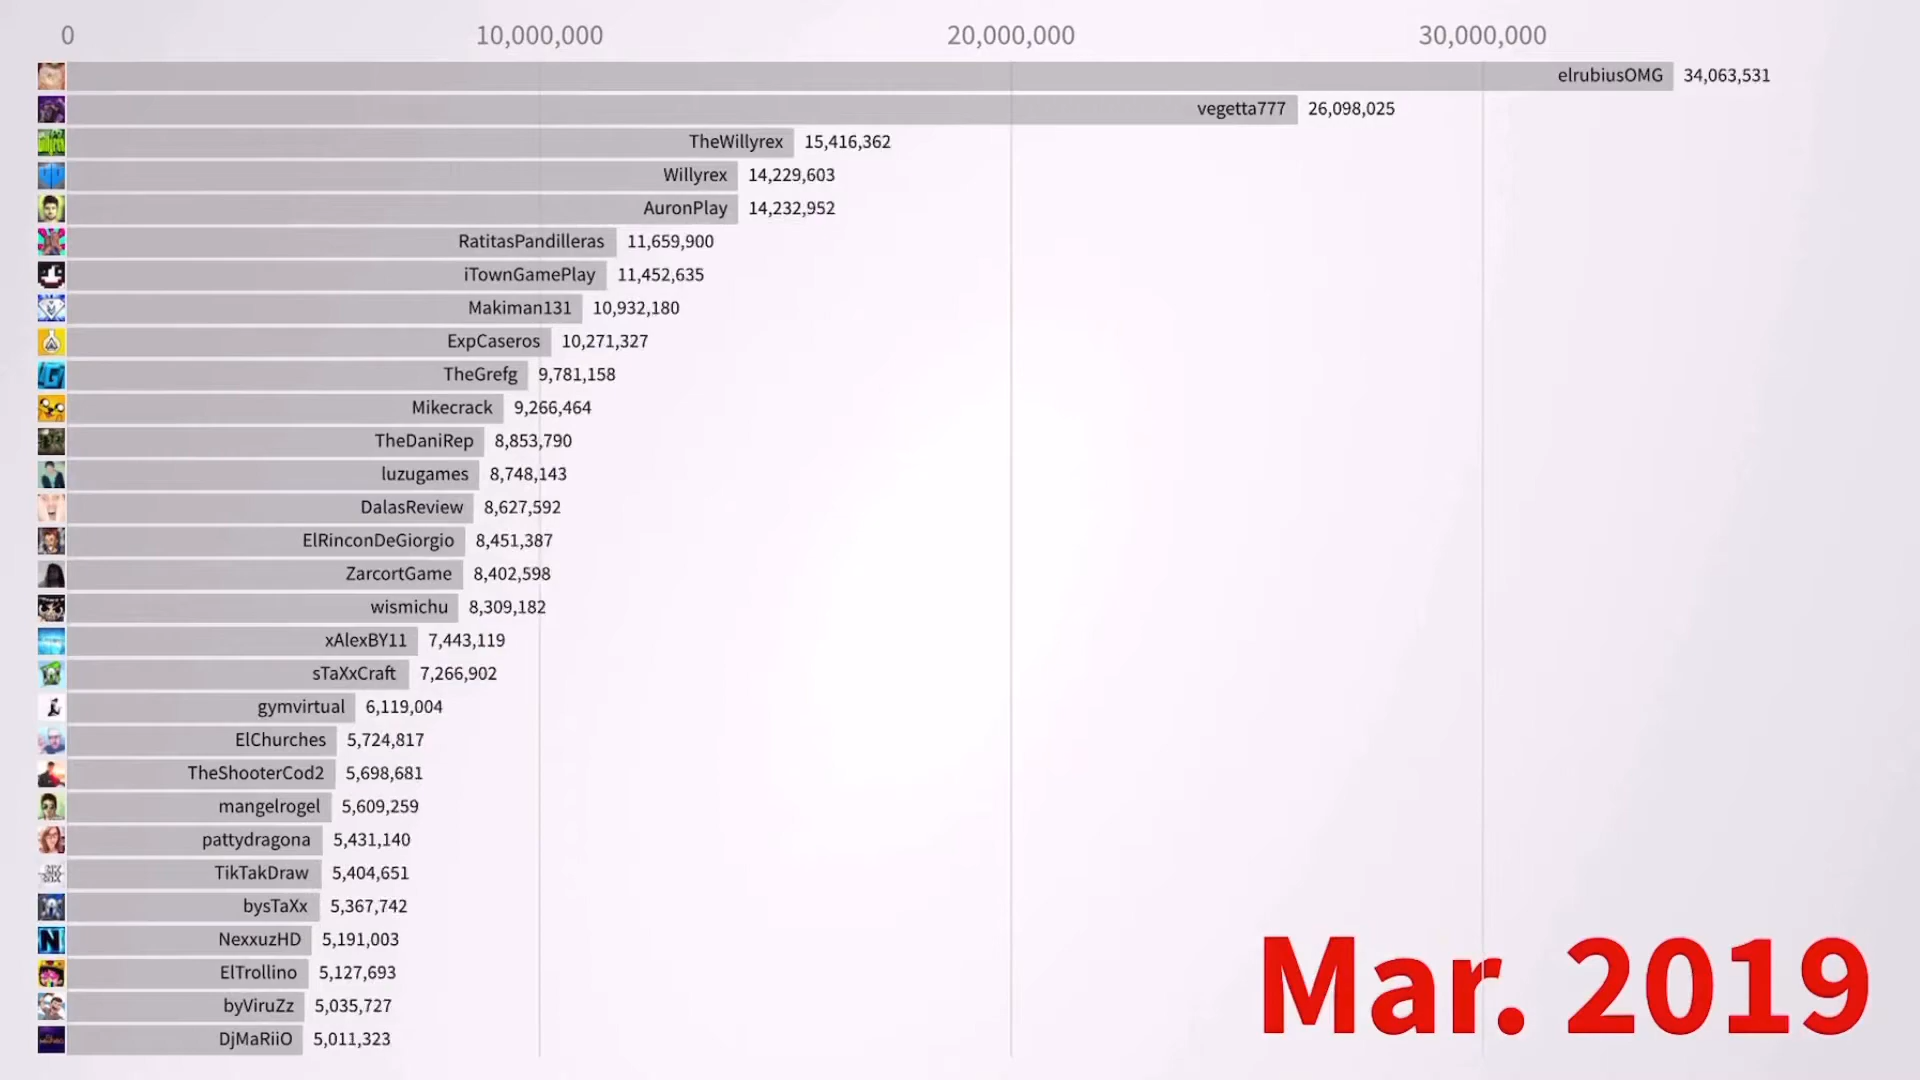 0 10,000,000 20,000,000 30,000,000
elrubiusOMG 34,063,531
vegetta777 26,098,025
TheWillyrex 15,416,362
Willyrex 14,229,603
AuronPlay 14,232,952
RatitasPandilleras 11,659,900
iTownGamePlay 11,452,635
Makiman131 10,932,180
ExpCaseros 10,271,327
TheGrefg 9,781,158
Mikecrack 9,266,464
TheDaniRep 8,853,790
luzugames 8,748,143
DalasReview 8,627,592
ElRinconDeGiorgio 8,451,387
ZarcortGame 8,402,598
wismichu 8,309,182
xAlexBY11 7,443,119
sTaXxCraft 7,266,902
gymvirtual 6,119,004
ElChurches 5,724,817
TheShooterCod2 5,698,681
mangelrogel 5,609,259
pattydragona 5,431,140
TikTakDraw 5,404,651
bysTaXx 5,367,742
NexxuzHD 5,191,003
ElTrollino 5,127,693
byViruZz 5,035,727
DjMaRiiO 5,011,323
Mar. 2019